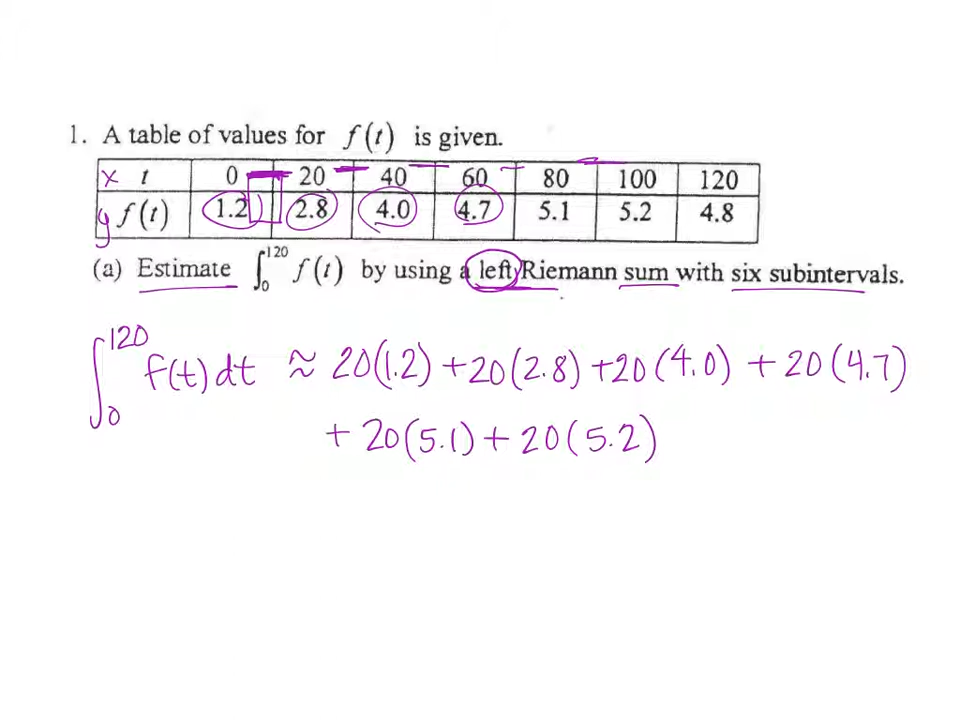 1. A table of values for f(t) is given.
x t 0 20 40 60 80 100 120
y f(t) 1.2 2.8 4.0 4.7 5.1 5.2 4.8
(a) Estimate ∫₀¹²⁰ f(t) by using a left Riemann sum with six subintervals.
∫₀¹²⁰ f(t) dt ≈ 20(1.2) + 20(2.8) + 20(4.0) + 20(4.7)
+ 20(5.1) + 20(5.2)